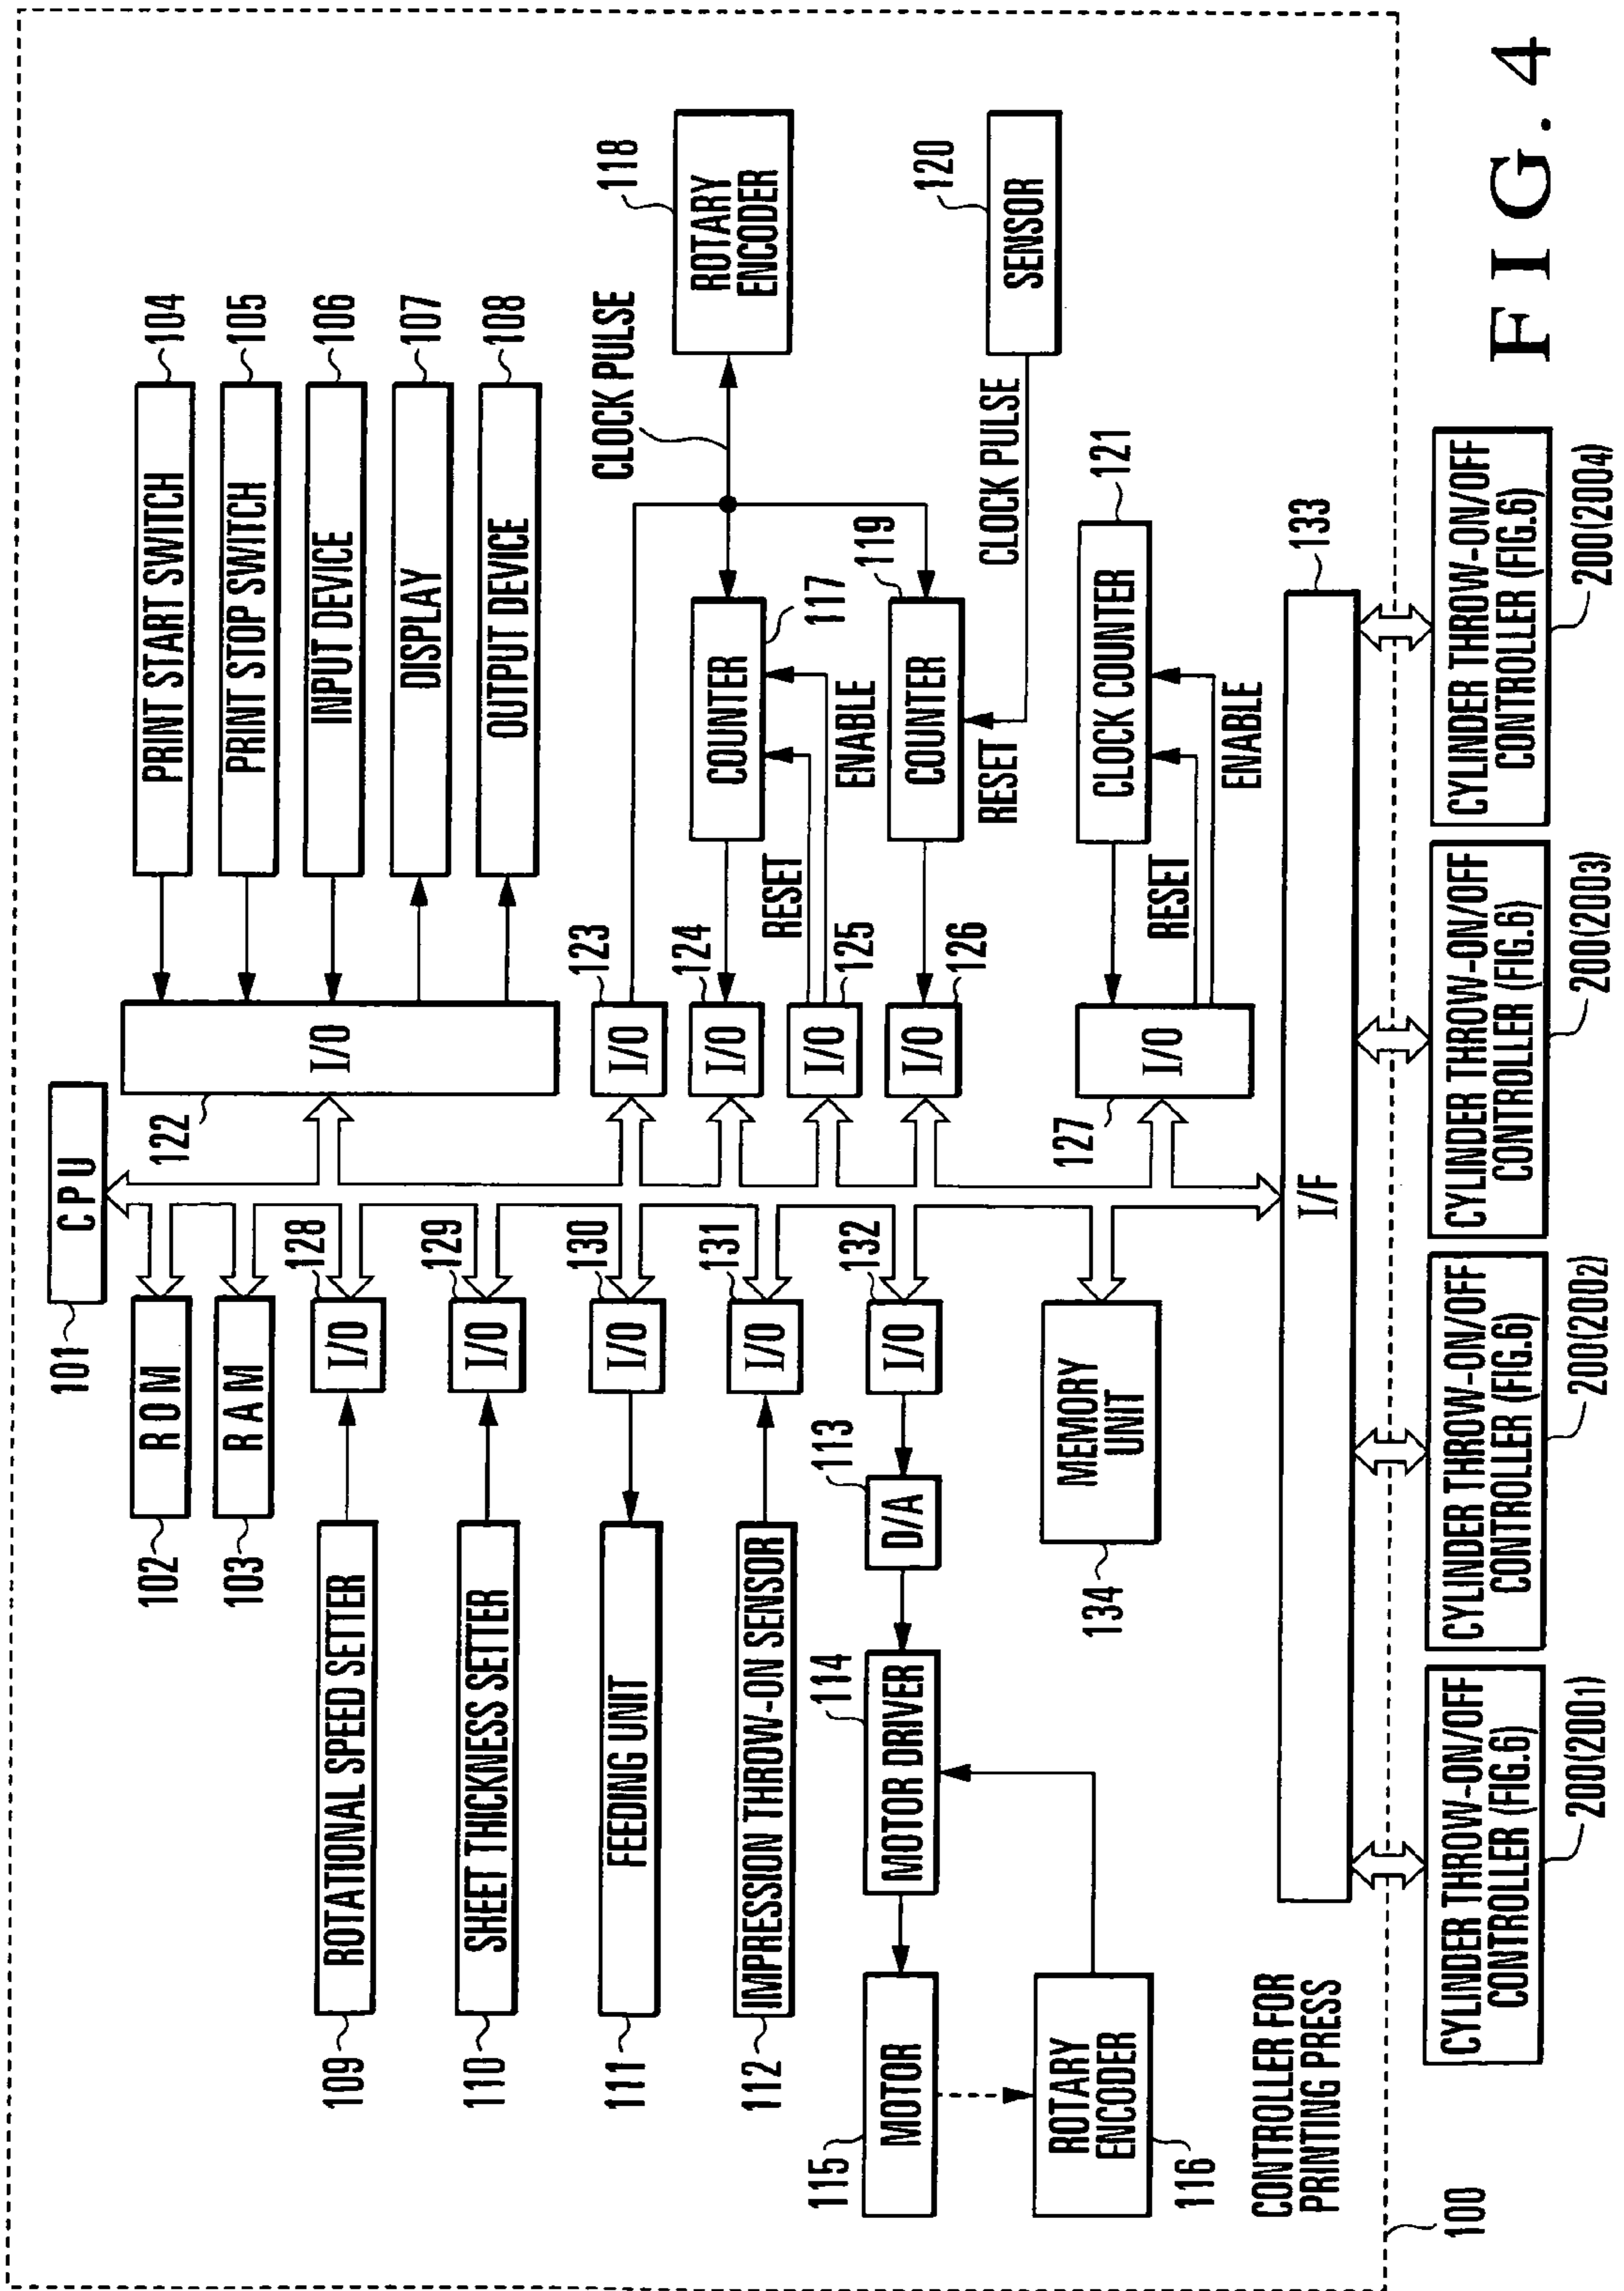 CPU
101
ROM
102
RAM
103
I/O
122
PRINT START SWITCH
104
PRINT STOP SWITCH
105
INPUT DEVICE
106
DISPLAY
107
OUTPUT DEVICE
108
ROTATIONAL SPEED SETTER
109
I/O
128
SHEET THICKNESS SETTER
110
I/O
129
FEEDING UNIT
111
I/O
130
IMPRESSION THROW-ON SENSOR
112
I/O
131
MOTOR
115
MOTOR DRIVER
114
D/A
113
I/O
132
ROTARY
ENCODER
116
MEMORY
UNIT
134
I/O
123
CLOCK PULSE
ROTARY
ENCODER
118
I/O
124
COUNTER
117
RESET
ENABLE
I/O
125
I/O
126
COUNTER
119
RESET
CLOCK PULSE
SENSOR
120
I/O
127
CLOCK COUNTER
121
RESET
ENABLE
I/F
133
CONTROLLER FOR
PRINTING PRESS
100
CYLINDER THROW-ON/OFF
CONTROLLER (FIG.6)
200(2001)
CYLINDER THROW-ON/OFF
CONTROLLER (FIG.6)
200(2002)
CYLINDER THROW-ON/OFF
CONTROLLER (FIG.6)
200(2003)
CYLINDER THROW-ON/OFF
CONTROLLER (FIG.6)
200(2004)
FIG. 4